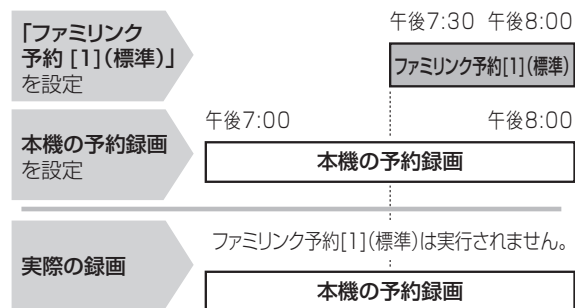 「ファミリンク
予約 [1](標準)」
を設定
午後7:30 午後8:00
ファミリンク予約[1](標準)
本機の予約録画
を設定
午後7:00 午後8:00
本機の予約録画
実際の録画
ファミリンク予約[1](標準)は実行されません。
本機の予約録画